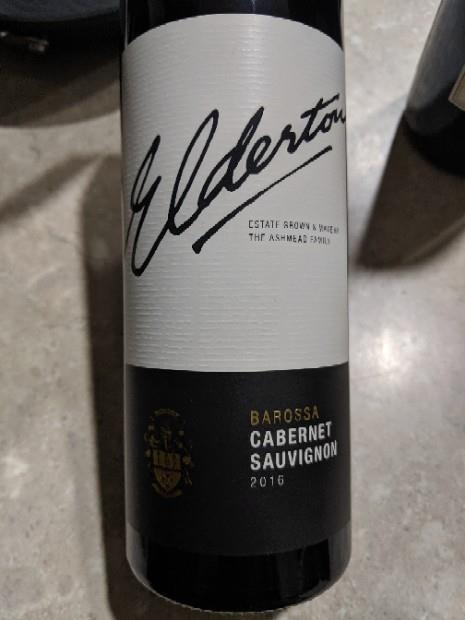 Elderton
ESTATE GROWN & MADE BY
THE ASHMEAD FAMILY
BAROSSA
CABERNET
SAUVIGNON
2016